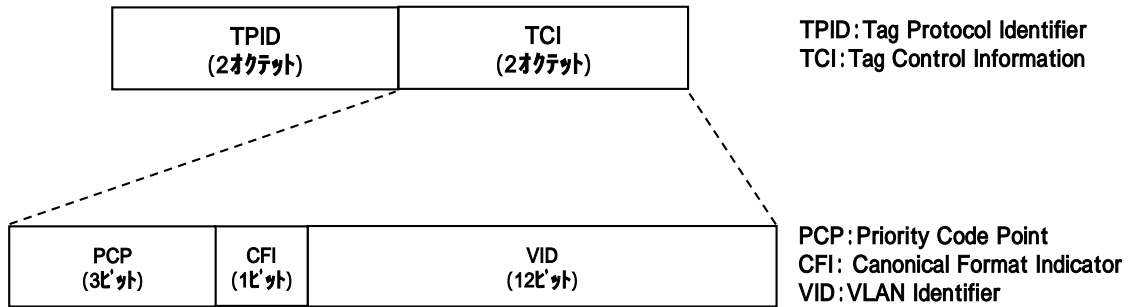 TPID
(2ｵｸﾃｯﾄ)
TCI
(2ｵｸﾃｯﾄ)
TPID:Tag Protocol Identifier
TCI:Tag Control Information
PCP
(3ﾋﾞｯﾄ)
CFI
(1ﾋﾞｯﾄ)
VID
(12ﾋﾞｯﾄ)
PCP:Priority Code Point
CFI: Canonical Format Indicator
VID:VLAN Identifier